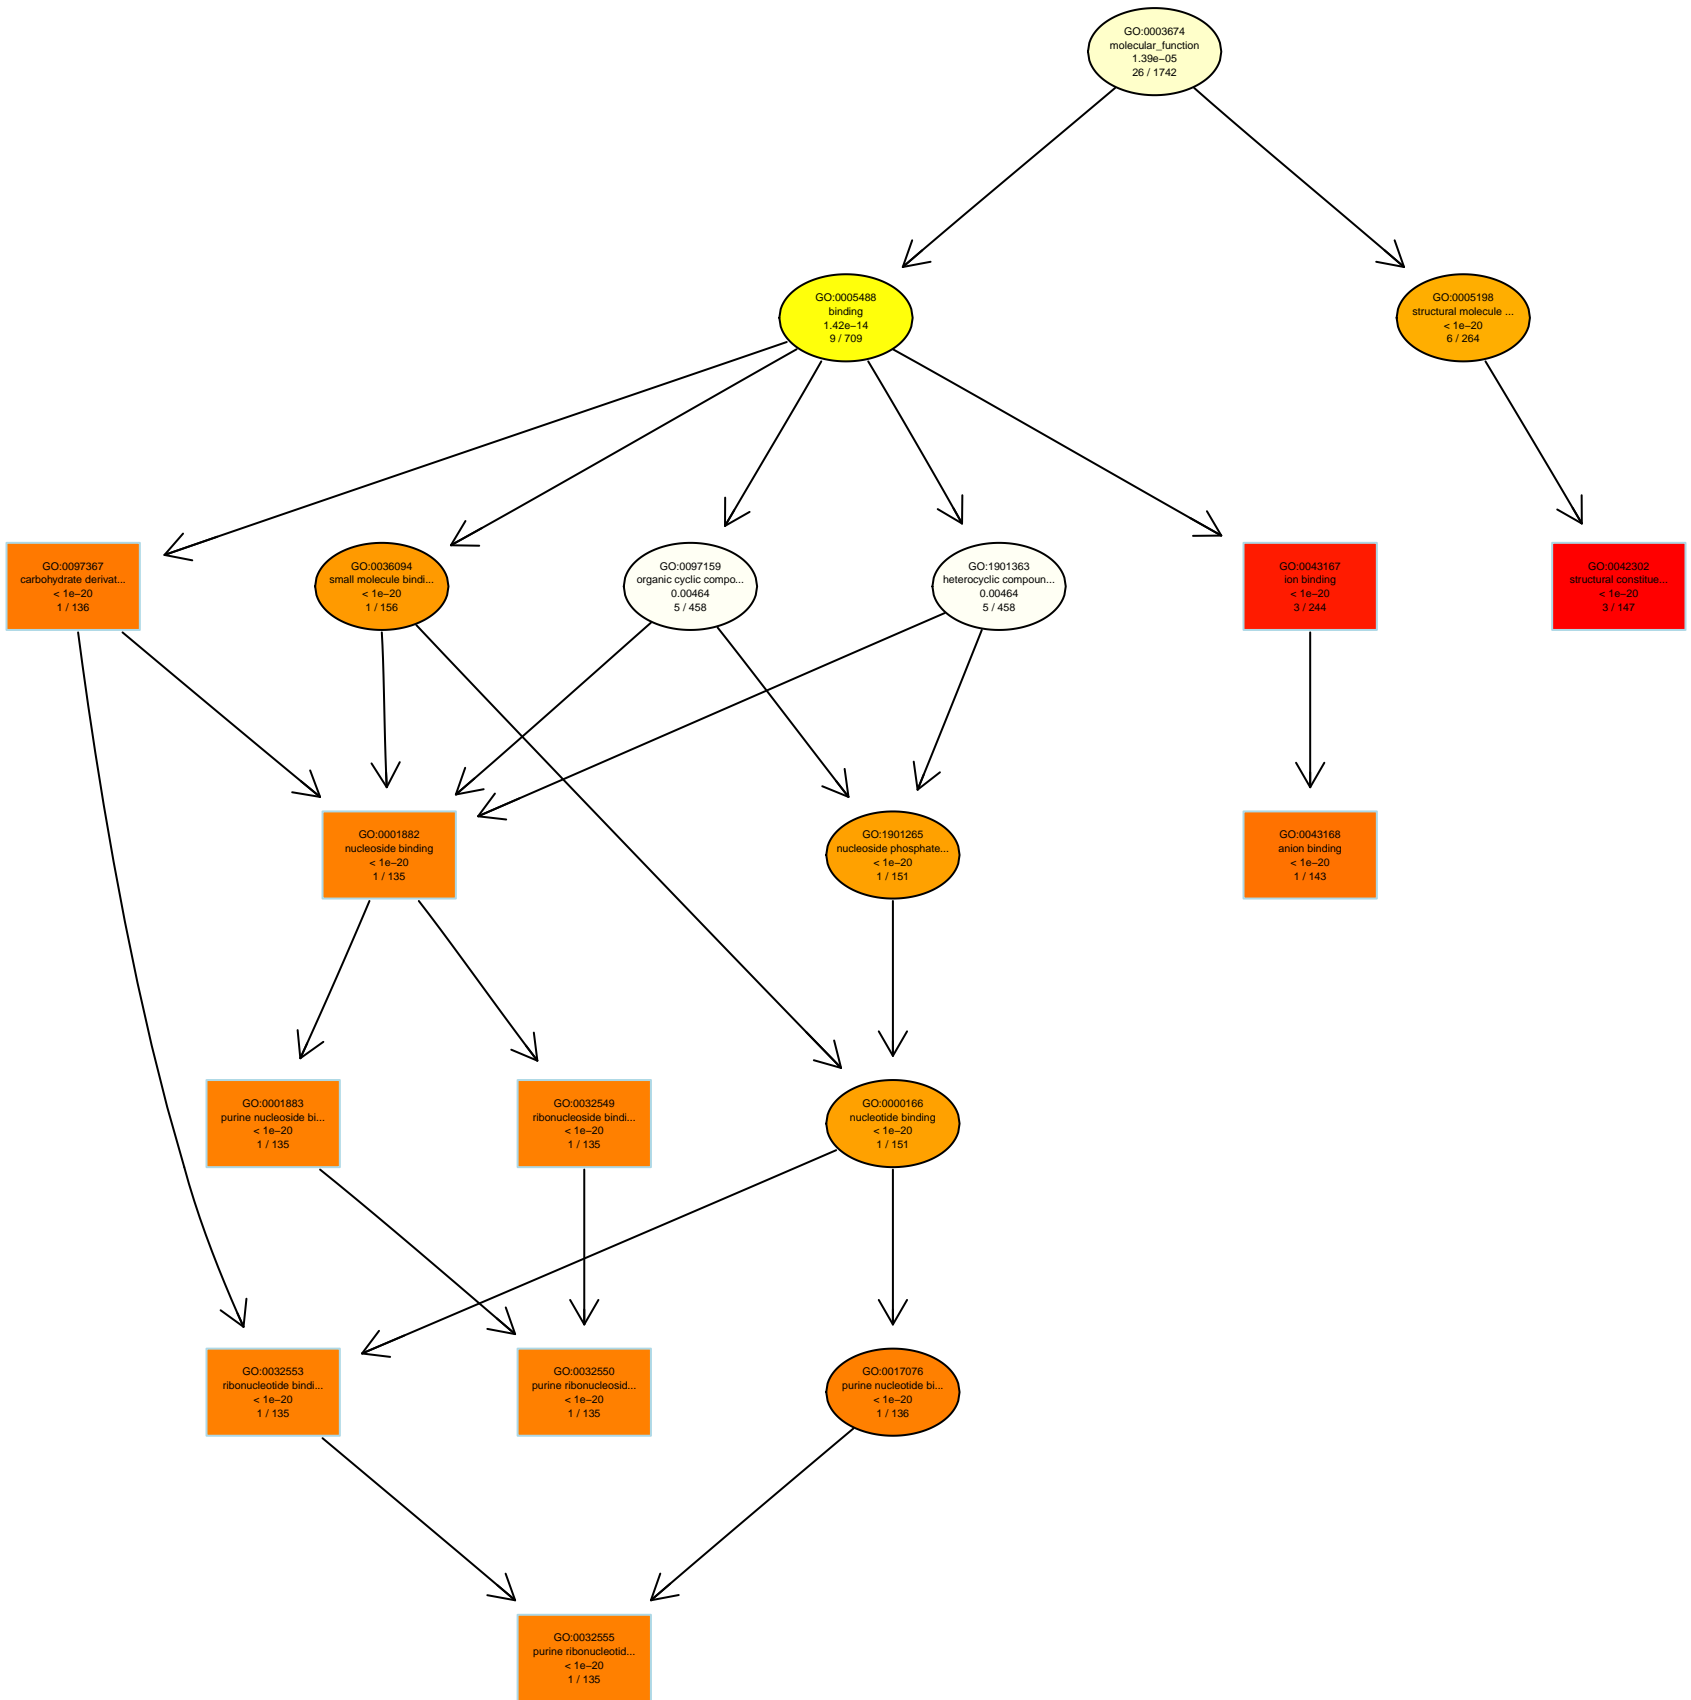 GO:0003674
molecular_function
1.39e−05
26 / 1742
GO:0005488
binding
1.42e−14
9 / 709
GO:0005198
structural molecule ...
< 1e−20
6 / 264
GO:0097367
carbohydrate derivat...
< 1e−20
1 / 136
GO:0036094
small molecule bindi...
< 1e−20
1 / 156
GO:0097159
organic cyclic compo...
0.00464
5 / 458
GO:1901363
heterocyclic compoun...
0.00464
5 / 458
GO:0043167
ion binding
< 1e−20
3 / 244
GO:0042302
structural constitue...
< 1e−20
3 / 147
GO:0001882
nucleoside binding
< 1e−20
1 / 135
GO:1901265
nucleoside phosphate...
< 1e−20
1 / 151
GO:0043168
anion binding
< 1e−20
1 / 143
GO:0001883
purine nucleoside bi...
< 1e−20
1 / 135
GO:0032549
ribonucleoside bindi...
< 1e−20
1 / 135
GO:0000166
nucleotide binding
< 1e−20
1 / 151
GO:0032553
ribonucleotide bindi...
< 1e−20
1 / 135
GO:0032550
purine ribonucleosid...
< 1e−20
1 / 135
GO:0017076
purine nucleotide bi...
< 1e−20
1 / 136
GO:0032555
purine ribonucleotid...
< 1e−20
1 / 135